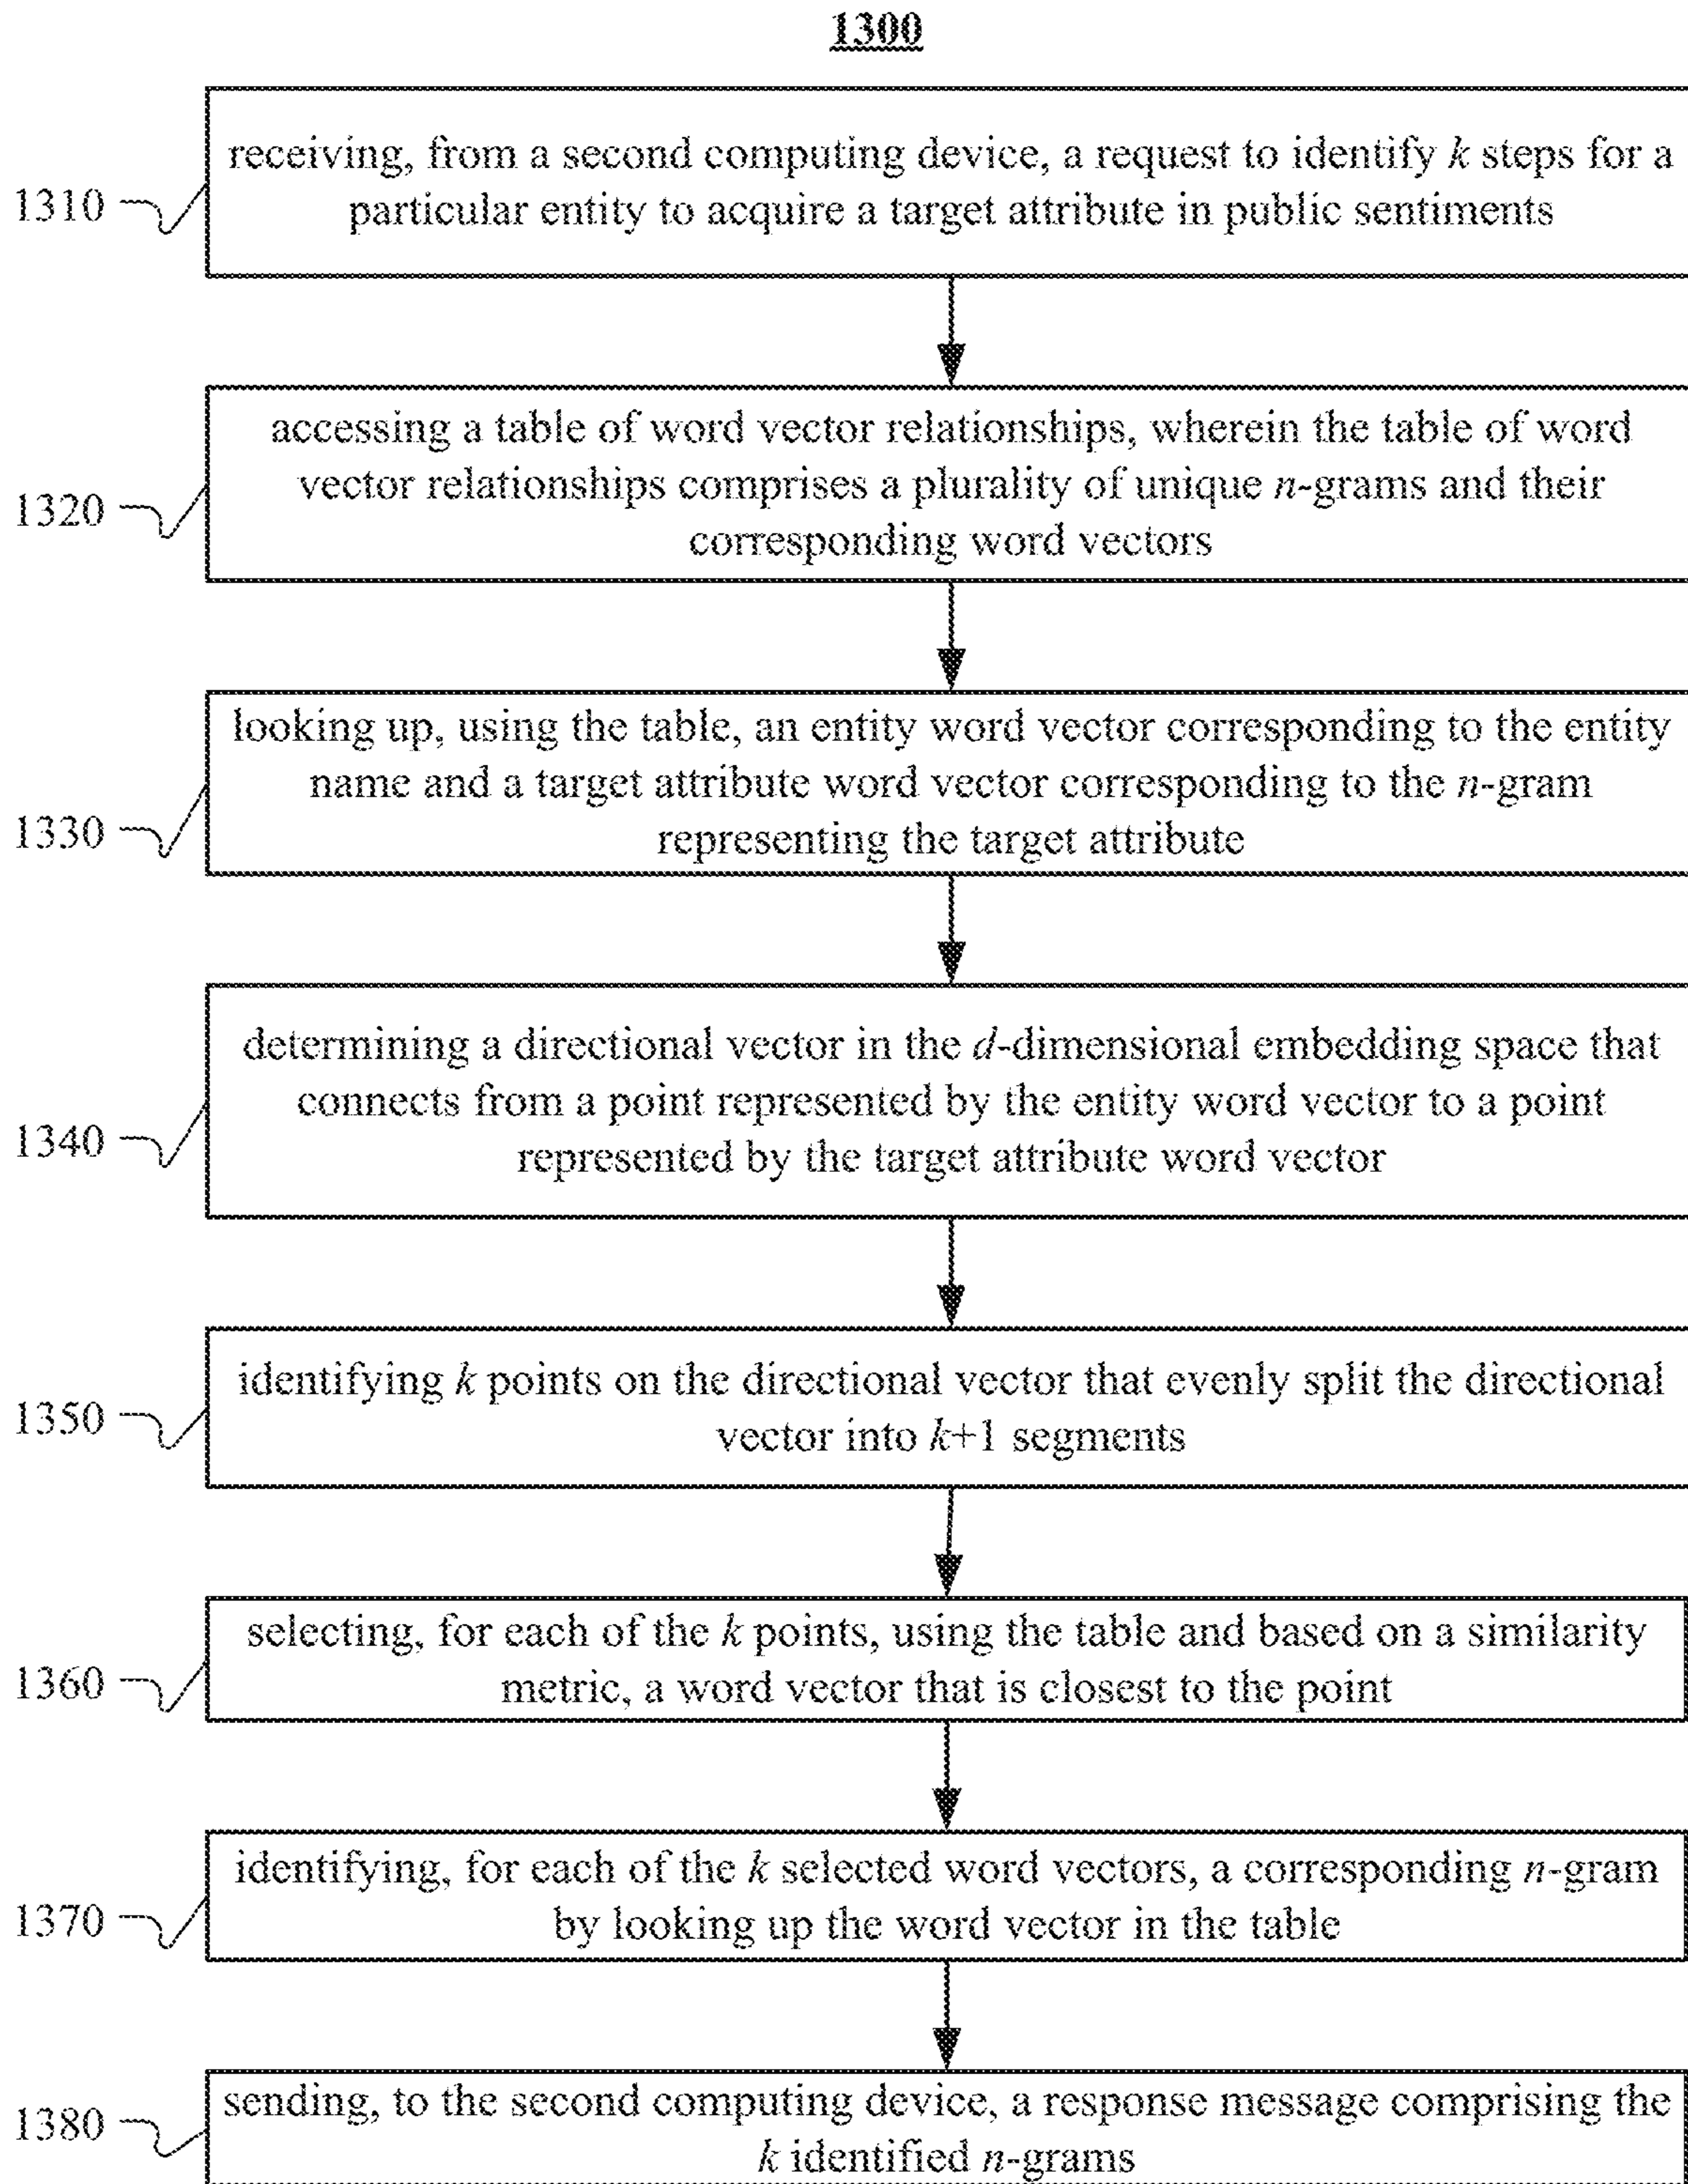 1300
receiving, from a second computing device, a request to identify k steps for a
particular entity to acquire a target attribute in public sentiments
1310
accessing a table of word vector relationships, wherein the table of word
vector relationships comprises a plurality of unique n-grams and their
corresponding word vectors
1320
looking up, using the table, an entity word vector corresponding to the entity
name and a target attribute word vector corresponding to the n-gram
representing the target attribute
1330
determining a directional vector in the d-dimensional embedding space that
connects from a point represented by the entity word vector to a point
represented by the target attribute word vector
1340
identifying k points on the directional vector that evenly split the directional
vector into k+1 segments
1350
selecting, for each of the k points, using the table and based on a similarity
metric, a word vector that is closest to the point
1360
identifying, for each of the k selected word vectors, a corresponding n-gram
by looking up the word vector in the table
1370
sending, to the second computing device, a response message comprising the
k identified n-grams
1380